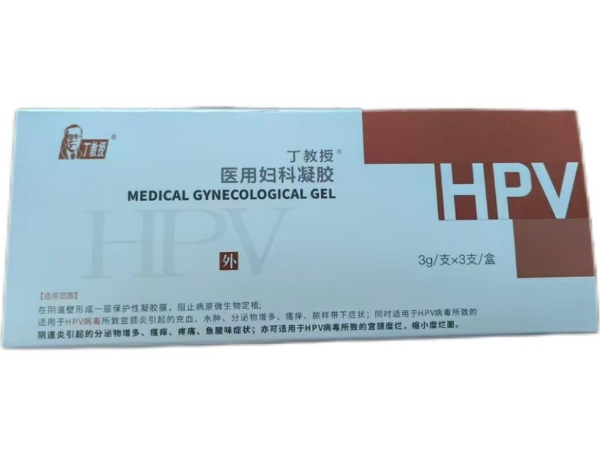 丁教授®
丁教授®
医用妇科凝胶
MEDICAL GYNECOLOGICAL GEL
HPV
HPV
外
3g/支×3支/盒
【适用范围】
在阴道壁形成一层保护性凝胶膜，阻止病原微生物定植；
适用于HPV病毒所致宫颈炎引起的充血、水肿、分泌物增多、瘙痒、脓样带下症状；同时适用于HPV病毒所致的
阴道炎引起的分泌物增多、瘙痒、疼痛、鱼腥味症状；亦可适用于HPV病毒所致的宫颈糜烂，缩小糜烂面。